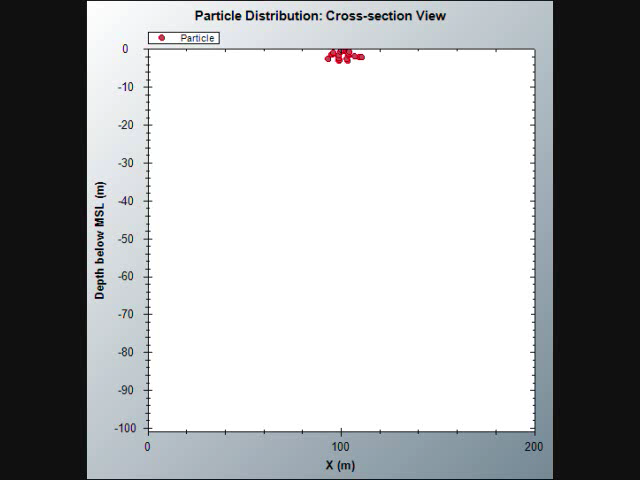 Particle Distribution: Cross-section View
Particle
0
-10
-20
-30
-40
-50
-60
-70
-80
-90
-100
Depth below MSL (m)
0 100 200
X (m)